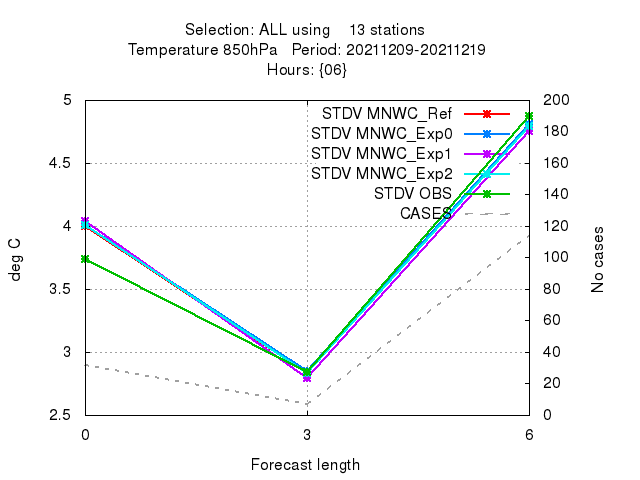 Selection: ALL using 13 stations
Temperature 850hPa Period: 20211209-20211219
Hours: {06}
5 200
180
4.5 160
140
4 120
100
3.5 80
60
3 40
20
2.5 0
STDV MNWC_Ref
STDV MNWC_Exp0
STDV MNWC_Exp1
STDV MNWC_Exp2
STDV OBS
CASES
deg C
No cases
0 3 6
Forecast length